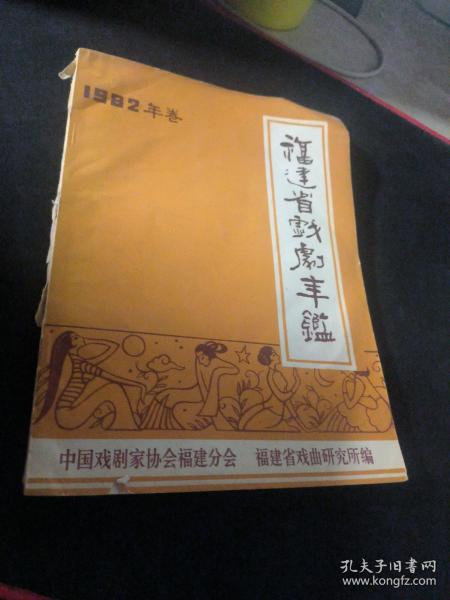 1982年卷
福建省戏剧年鑑
中国戏剧家协会福建分会 福建省戏曲研究所编
孔夫子旧书网
www.kongfz.com